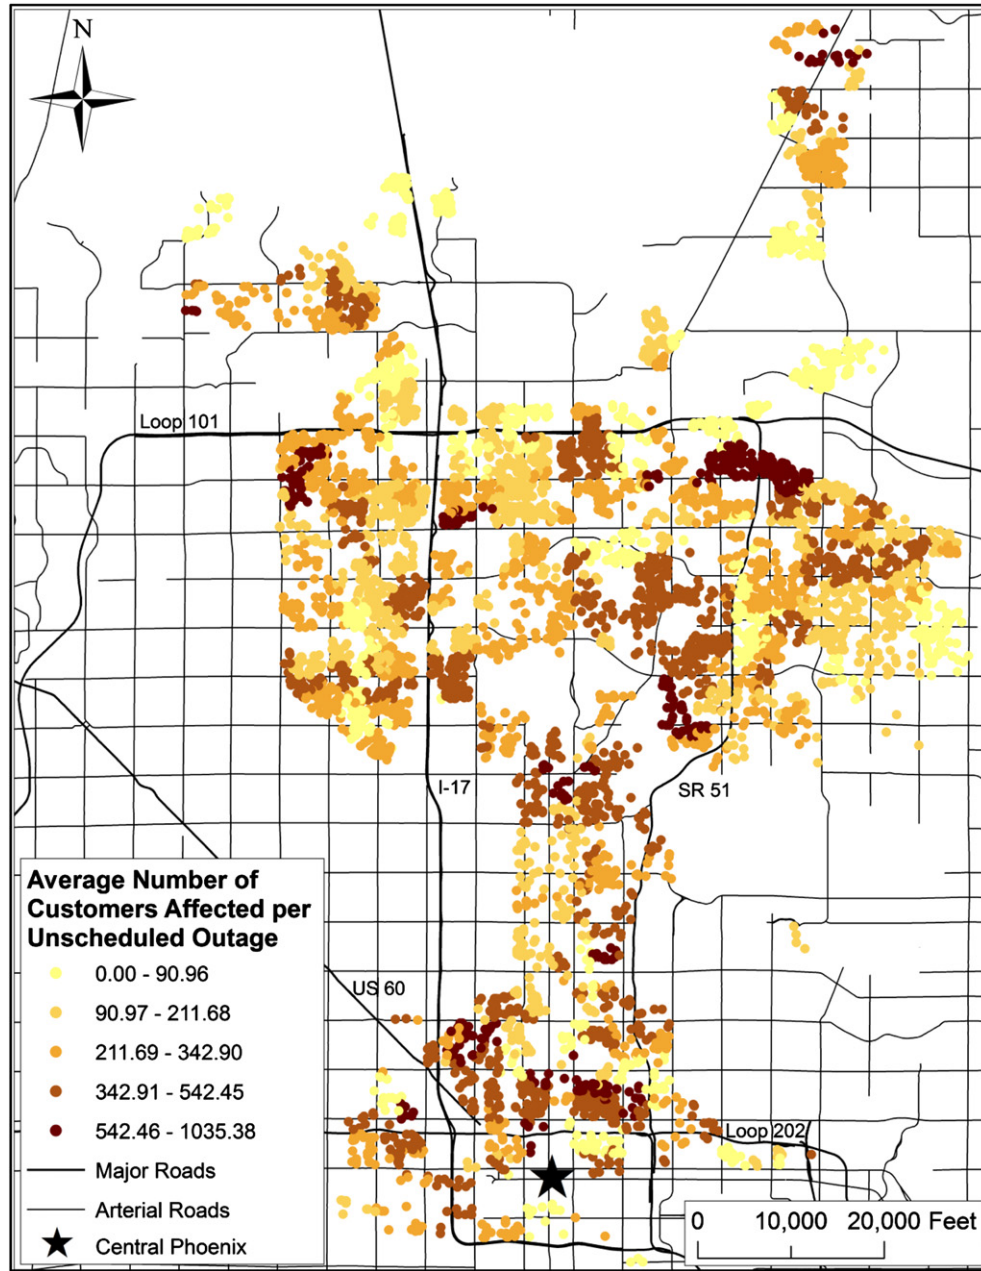 N
Loop 101
I-17
SR 51
Average Number of
Customers Affected per
Unscheduled Outage
0.00 - 90.96
90.97 - 211.68
211.69 - 342.90
342.91 - 542.45
542.46 - 1035.38
Major Roads
Arterial Roads
Central Phoenix
US 60
Loop 202
0 10,000 20,000 Feet